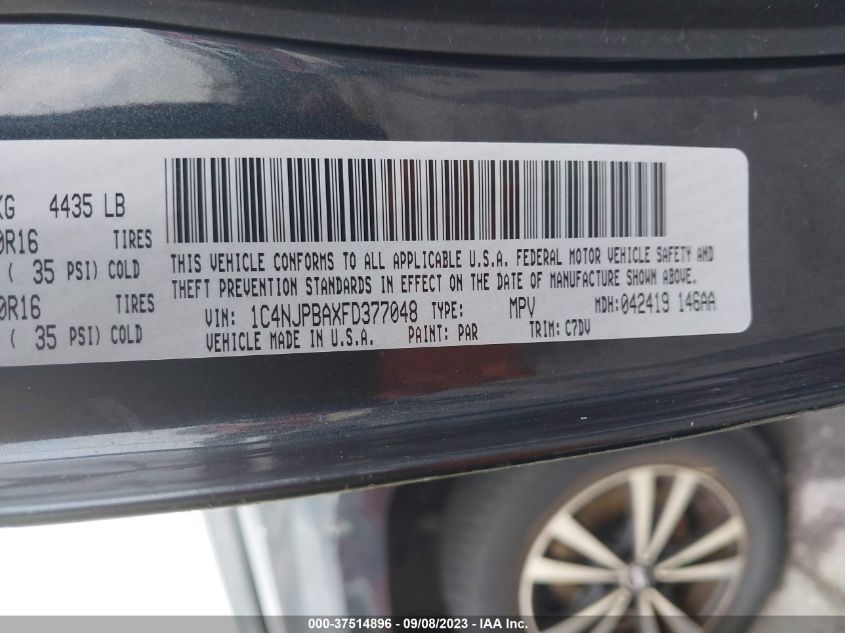 KG 4435 LB
0R16 TIRES
( 35 PSI) COLD
0R16 TIRES
( 35 PSI) COLD
THIS VEHICLE CONFORMS TO ALL APPLICABLE U.S.A. FEDERAL MOTOR VEHICLE SAFETY AND
THEFT PREVENTION STANDARDS IN EFFECT ON THE DATE OF MANUFACTURE SHOWN ABOVE.
VIN: 1C4NJPBAXFD377048 TYPE: MPV MDH:042419 146AA
VEHICLE MADE IN U.S.A. PAINT: PAR TRIM: C7DV
000-37514896 - 09/08/2023 - IAA Inc.